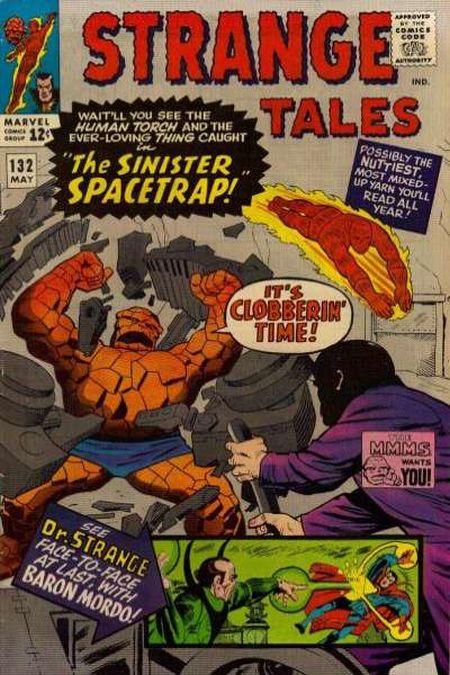 STRANGE
TALES
APPROVED
BY THE
COMICS
CODE
AUTHORITY
IND.
MARVEL
COMICS
GROUP
12¢
132
MAY
WAIT'LL YOU SEE THE
HUMAN TORCH AND THE
EVER-LOVING THING CAUGHT
in
"The SINISTER
SPACETRAP!"
POSSIBLY THE
NUTTIEST,
MOST MIXED-
UP YARN YOU'LL
READ ALL
YEAR!
IT'S
CLOBBERIN'
TIME!
THE
MMMS
WANTS
YOU!
SEE
Dr. STRANGE
FACE-TO-FACE
AT LAST WITH
BARON MORDO!